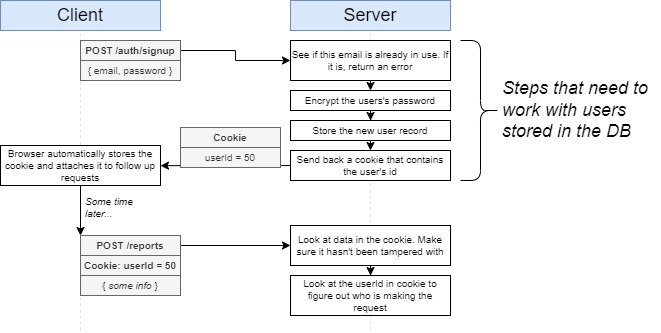 Client
Server
POST /auth/signup
{ email, password }
See if this email is already in use. If
it is, return an error
Encrypt the users's password
Store the new user record
Send back a cookie that contains
the user's id
Steps that need to
work with users
stored in the DB
Cookie
userId = 50
Browser automatically stores the
cookie and attaches it to follow up
requests
Some time
later...
POST /reports
Cookie: userId = 50
{ some info }
Look at data in the cookie. Make
sure it hasn't been tampered with
Look at the userId in cookie to
figure out who is making the
request